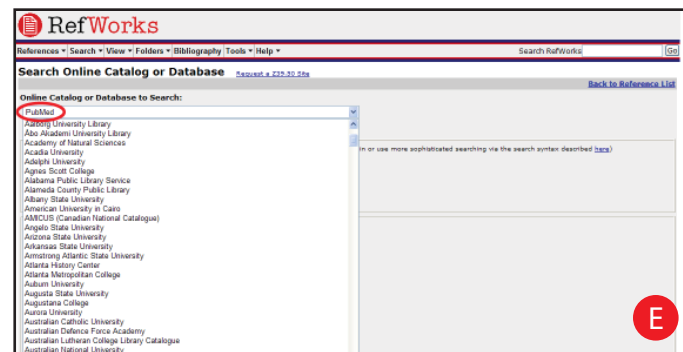 RefWorks
References Search View Folders Bibliography Tools Help Search RefWorks Go
Search Online Catalog or Database Request a Z39.50 Site
Back to Reference List
Online Catalog or Database to Search:
PubMed
Aalborg University Library
Åbo Akademi University Library
Academy of Natural Sciences
Acadia University
in or use more sophisticated searching via the search syntax described here)
Adelphi University
Agnes Scott College
Alabama Public Library Service
Alameda County Public Library
Albany State University
American University in Cairo
AMICUS (Canadian National Catalogue)
Angelo State University
Arizona State University
Arkansas State University
Armstrong Atlantic State University
Atlanta History Center
Atlanta Metropolitan College
Auburn University
Augusta State University
Augustana College
Aurora University
Australian Catholic University
Australian Defence Force Academy
Australian Lutheran College Library Catalogue
Australian National University
E